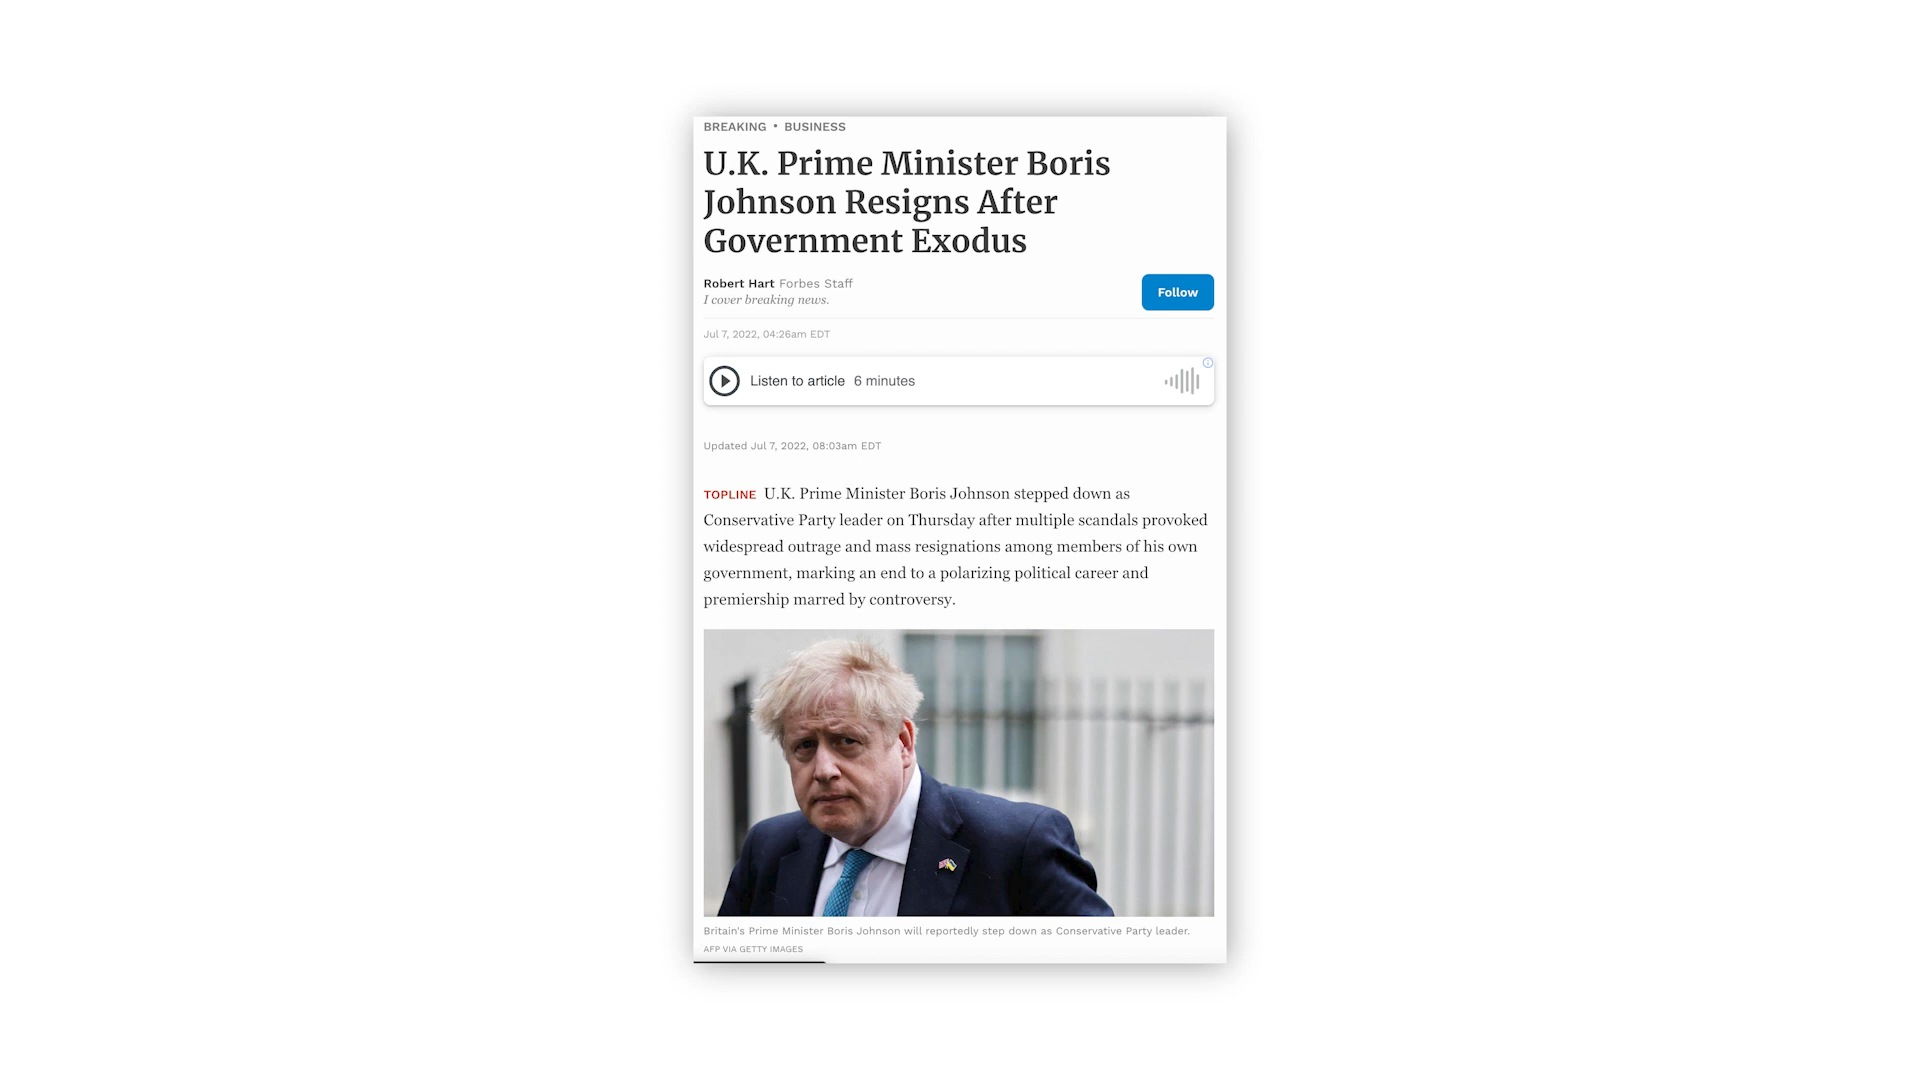 BREAKING • BUSINESS
U.K. Prime Minister Boris
Johnson Resigns After
Government Exodus
Robert Hart Forbes Staff
I cover breaking news.
Follow
Jul 7, 2022, 04:26am EDT
Listen to article 6 minutes
Updated Jul 7, 2022, 08:03am EDT
TOPLINE U.K. Prime Minister Boris Johnson stepped down as
Conservative Party leader on Thursday after multiple scandals provoked
widespread outrage and mass resignations among members of his own
government, marking an end to a polarizing political career and
premiership marred by controversy.
Britain's Prime Minister Boris Johnson will reportedly step down as Conservative Party leader.
AFP VIA GETTY IMAGES